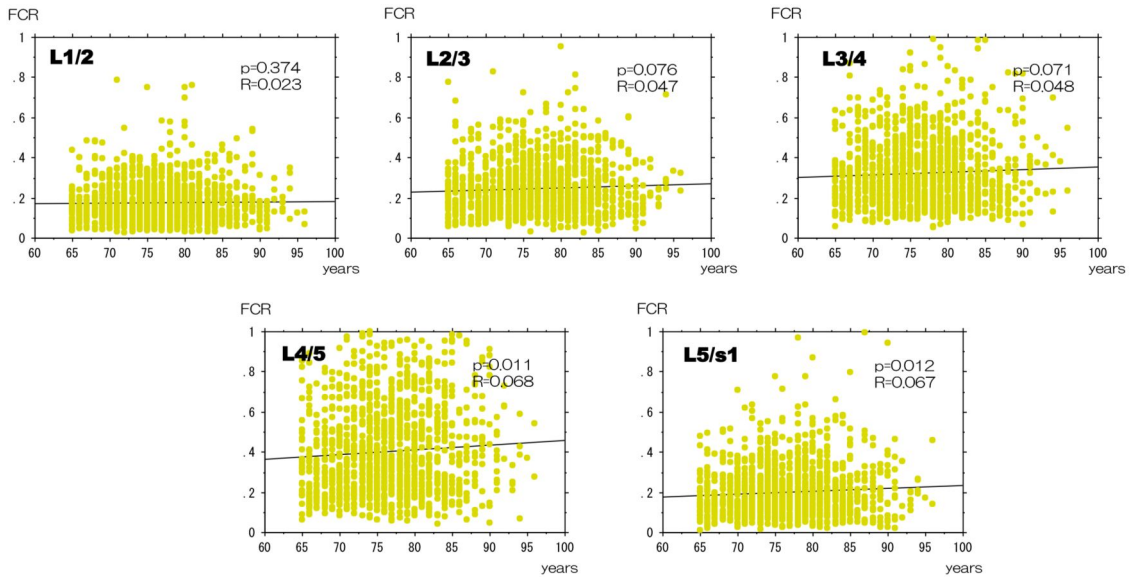 FCR
L1/2
p=0.374
R=0.023
1
.8
.6
.4
.2
0
60 65 70 75 80 85 90 95 100
years
FCR
L2/3
p=0.076
R=0.047
1
.8
.6
.4
.2
0
60 65 70 75 80 85 90 95 100
years
FCR
L3/4
p=0.071
R=0.048
1
.8
.6
.4
.2
0
60 65 70 75 80 85 90 95 100
years
FCR
L4/5
p=0.011
R=0.068
1
.8
.6
.4
.2
0
60 65 70 75 80 85 90 95 100
years
FCR
L5/s1
p=0.012
R=0.067
1
.8
.6
.4
.2
0
60 65 70 75 80 85 90 95 100
years